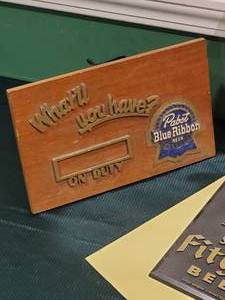 What'll
you have?
Pabst
Blue Ribbon
BEER
ON DUTY